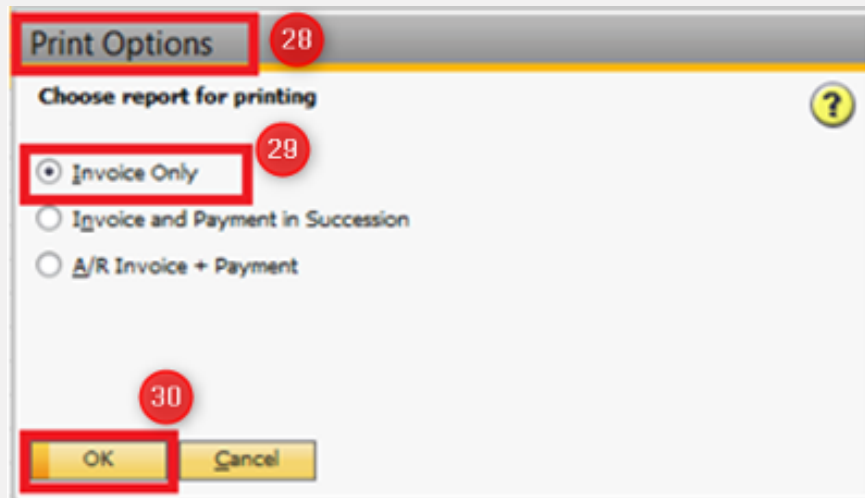 Print Options 28
Choose report for printing
?
29
Invoice Only
Invoice and Payment in Succession
A/R Invoice + Payment
30
OK Cancel